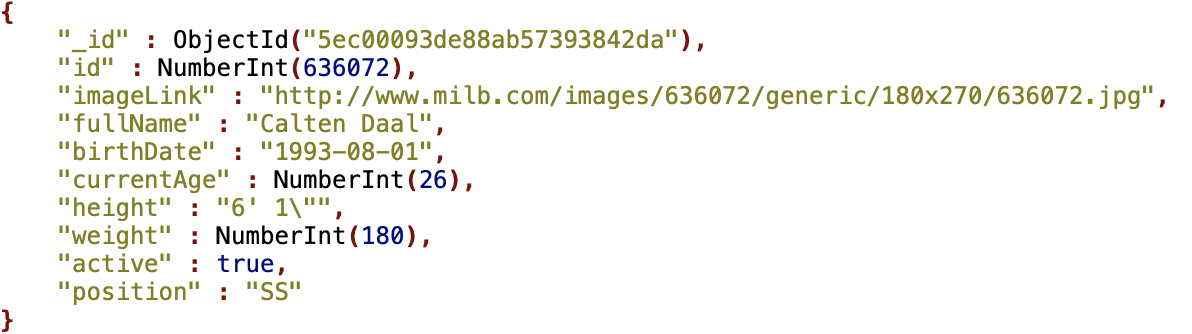 {
    "_id" : ObjectId("5ec00093de88ab57393842da"),
    "id" : NumberInt(636072),
    "imageLink" : "http://www.milb.com/images/636072/generic/180x270/636072.jpg",
    "fullName" : "Calten Daal",
    "birthDate" : "1993-08-01",
    "currentAge" : NumberInt(26),
    "height" : "6' 1\"",
    "weight" : NumberInt(180),
    "active" : true,
    "position" : "SS"
}